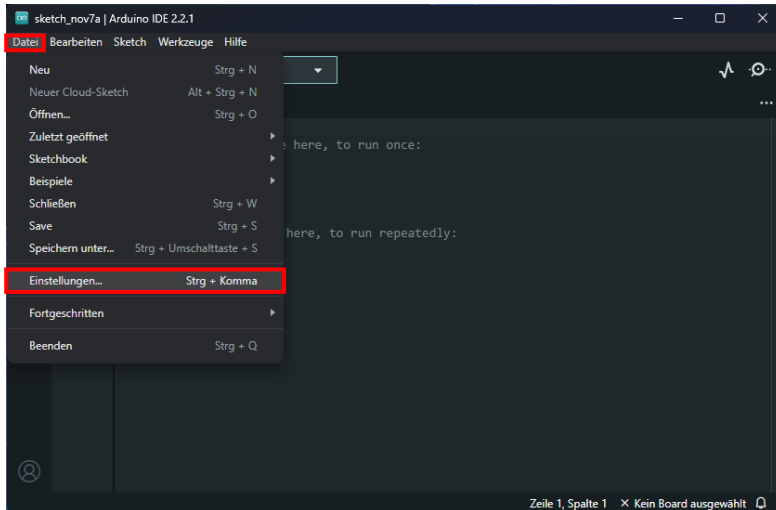 sketch_nov7a | Arduino IDE 2.2.1
Datei Bearbeiten Sketch Werkzeuge Hilfe
Neu Strg + N
Neuer Cloud-Sketch Alt + Strg + N
Öffnen... Strg + O
Zuletzt geöffnet
Sketchbook
Beispiele
Schließen Strg + W
Save Strg + S
Speichern unter... Strg + Umschalttaste + S
Einstellungen... Strg + Komma
Fortgeschritten
Beenden Strg + Q
here, to run once:
here, to run repeatedly:
Zeile 1, Spalte 1 × Kein Board ausgewählt